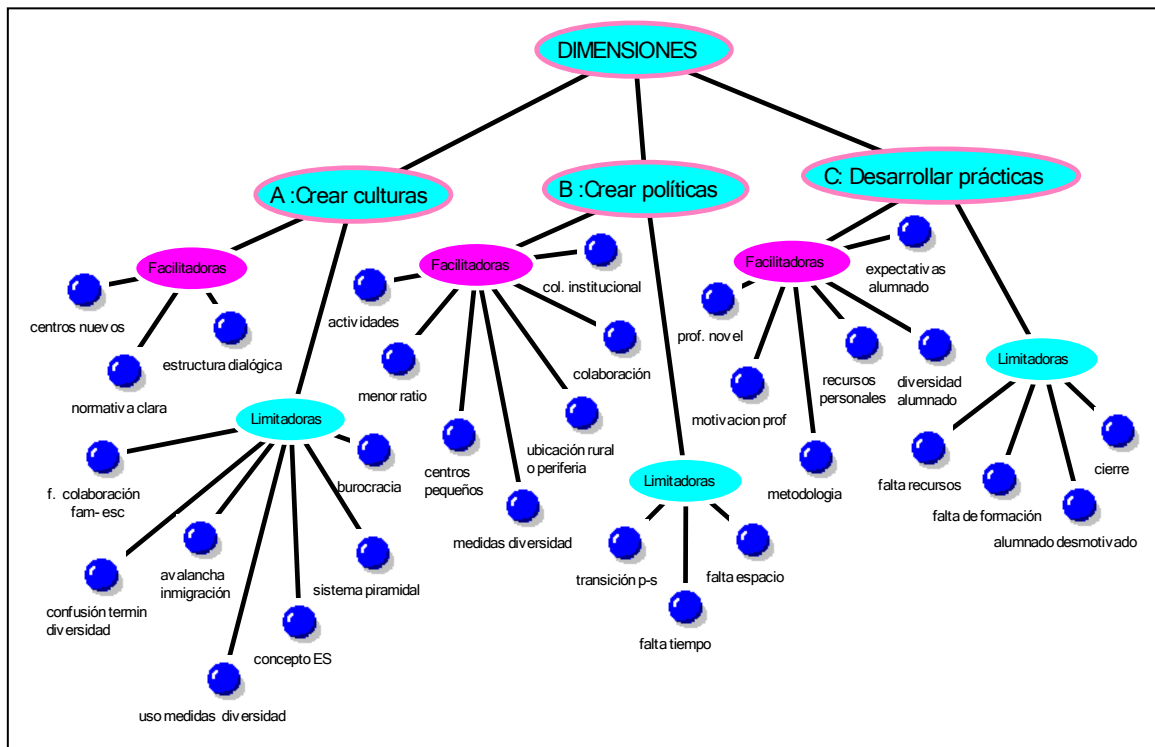 DIMENSIONES
A :Crear culturas
B :Crear políticas
C: Desarrollar prácticas
Facilitadoras
centros nuevos
normativa clara
estructura dialógica
Limitadoras
f. colaboración
fam- esc
confusión termin
diversidad
avalancha
inmigración
uso medidas diversidad
concepto ES
sistema piramidal
burocracia
Facilitadoras
col. institucional
actividades
menor ratio
centros
pequeños
medidas diversidad
ubicación rural
o periferia
colaboración
Limitadoras
transición p-s
falta tiempo
falta espacio
Facilitadoras
expectativas
alumnado
prof. novel
motivacion prof
metodologia
recursos
personales
diversidad
alumnado
Limitadoras
falta recursos
falta de formación
alumnado desmotivado
cierre